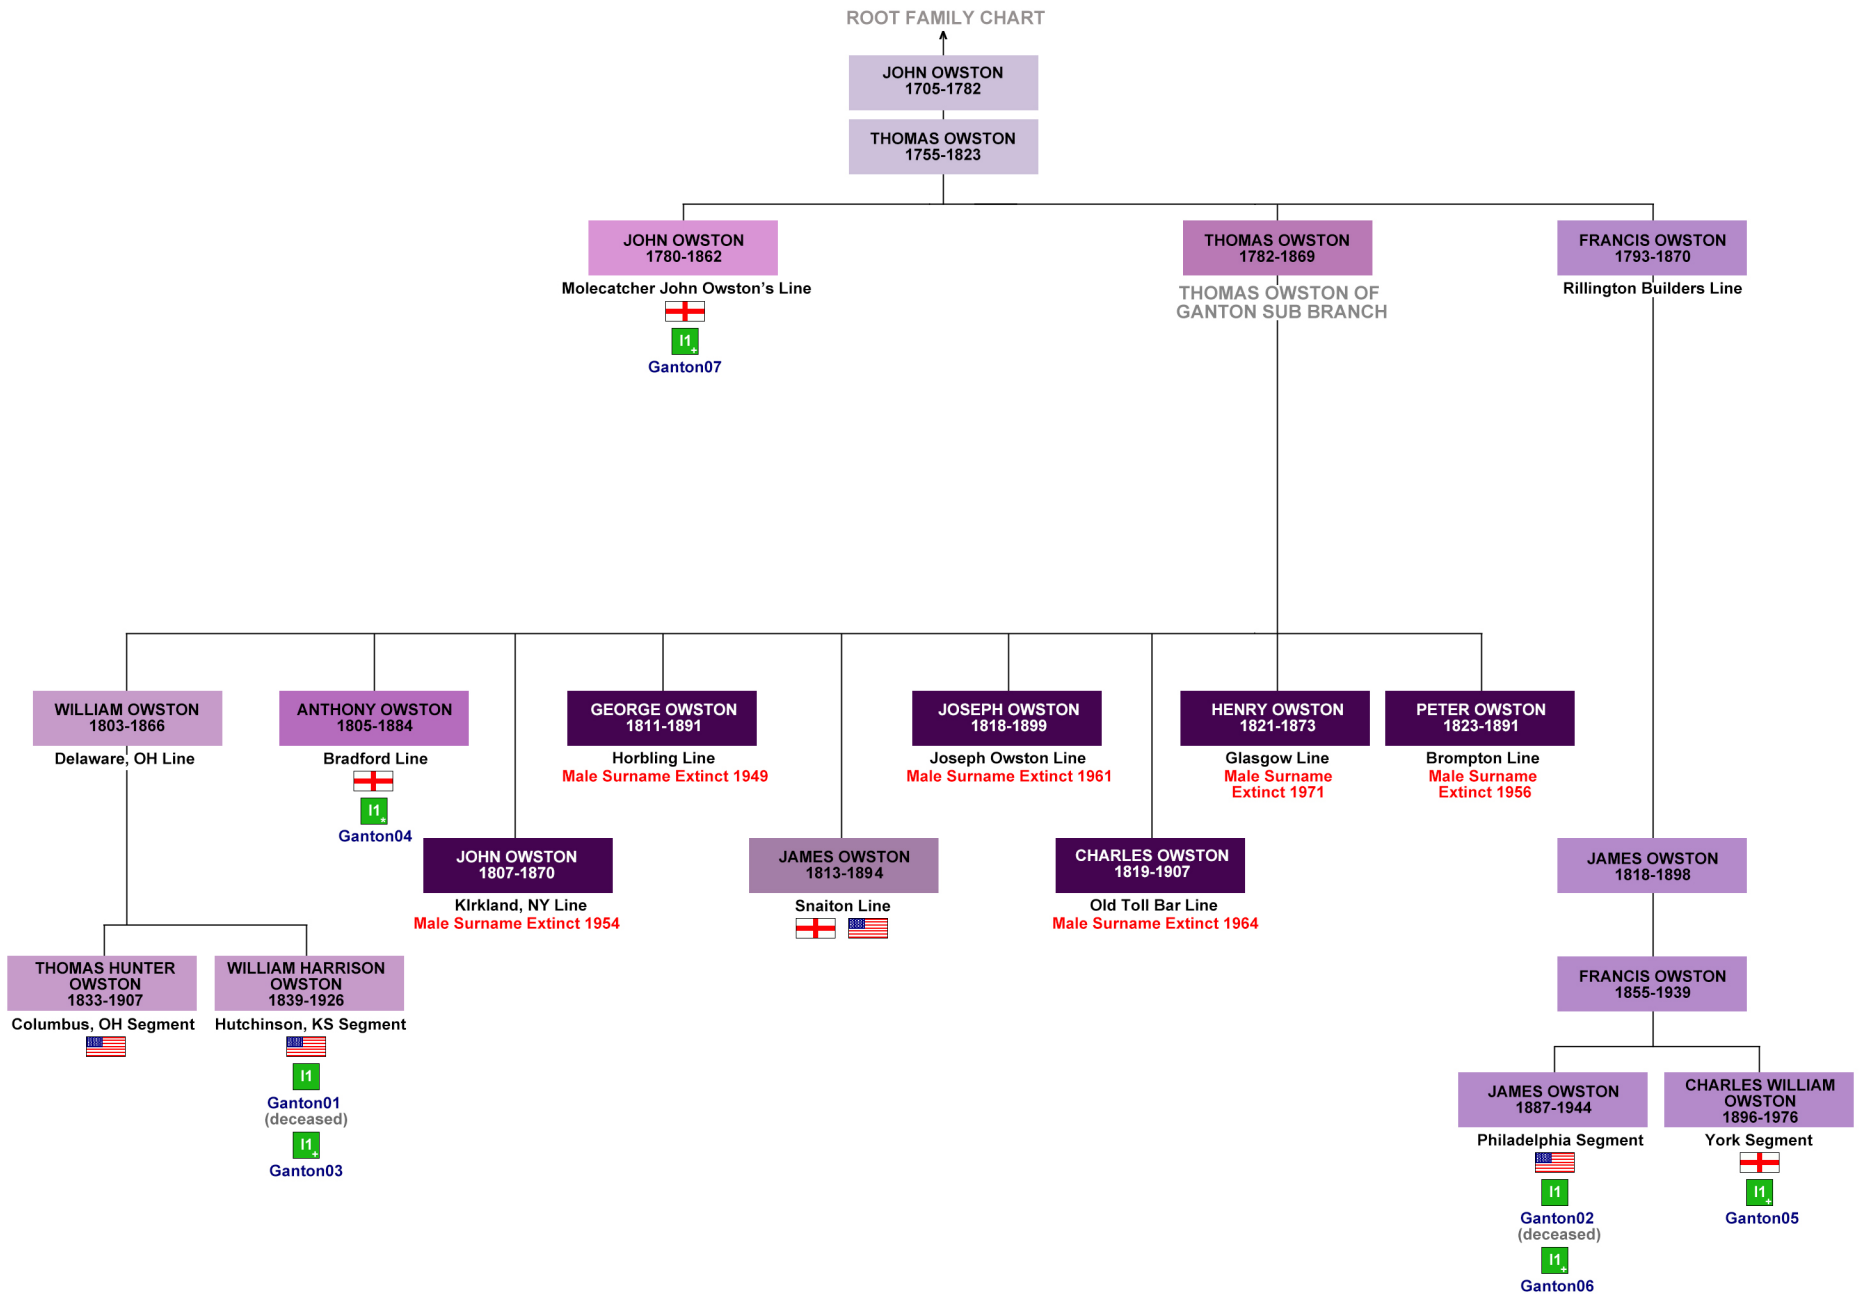 ROOT FAMILY CHART
JOHN OWSTON
1705-1782
THOMAS OWSTON
1755-1823
JOHN OWSTON
1780-1862
Molecatcher John Owston's Line
I1+
Ganton07
THOMAS OWSTON
1782-1869
THOMAS OWSTON OF
GANTON SUB BRANCH
FRANCIS OWSTON
1793-1870
Rillington Builders Line
WILLIAM OWSTON
1803-1866
Delaware, OH Line
ANTHONY OWSTON
1805-1884
Bradford Line
I1*
Ganton04
GEORGE OWSTON
1811-1891
Horbling Line
Male Surname Extinct 1949
JOSEPH OWSTON
1818-1899
Joseph Owston Line
Male Surname Extinct 1961
HENRY OWSTON
1821-1873
Glasgow Line
Male Surname
Extinct 1971
PETER OWSTON
1823-1891
Brompton Line
Male Surname
Extinct 1956
JOHN OWSTON
1807-1870
KIrkland, NY Line
Male Surname Extinct 1954
JAMES OWSTON
1813-1894
Snaiton Line
CHARLES OWSTON
1819-1907
Old Toll Bar Line
Male Surname Extinct 1964
JAMES OWSTON
1818-1898
THOMAS HUNTER
OWSTON
1833-1907
Columbus, OH Segment
WILLIAM HARRISON
OWSTON
1839-1926
Hutchinson, KS Segment
I1
Ganton01
(deceased)
I1+
Ganton03
FRANCIS OWSTON
1855-1939
JAMES OWSTON
1887-1944
Philadelphia Segment
I1
Ganton02
(deceased)
I1+
Ganton06
CHARLES WILLIAM
OWSTON
1896-1976
York Segment
I1+
Ganton05